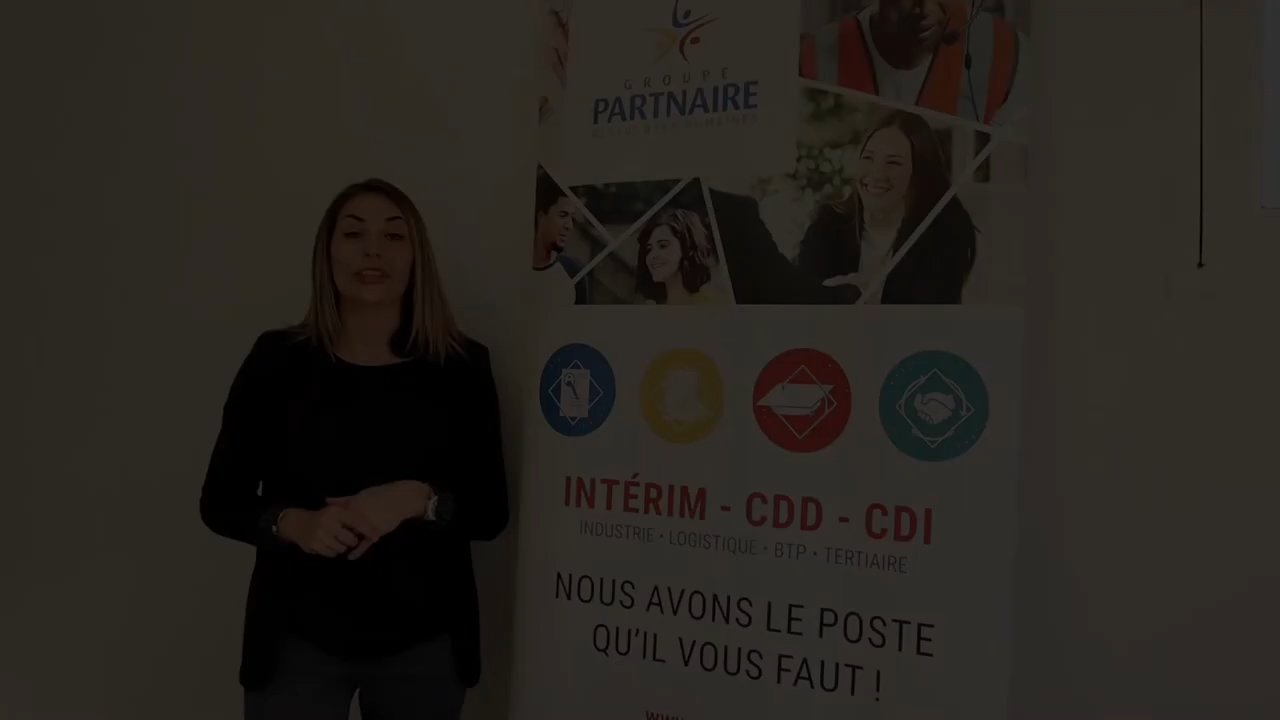 GROUPE
PARTNAIRE
INTÉRIM - CDD - CDI
INDUSTRIE • LOGISTIQUE • BTP • TERTIAIRE
NOUS AVONS LE POSTE
QU'IL VOUS FAUT !